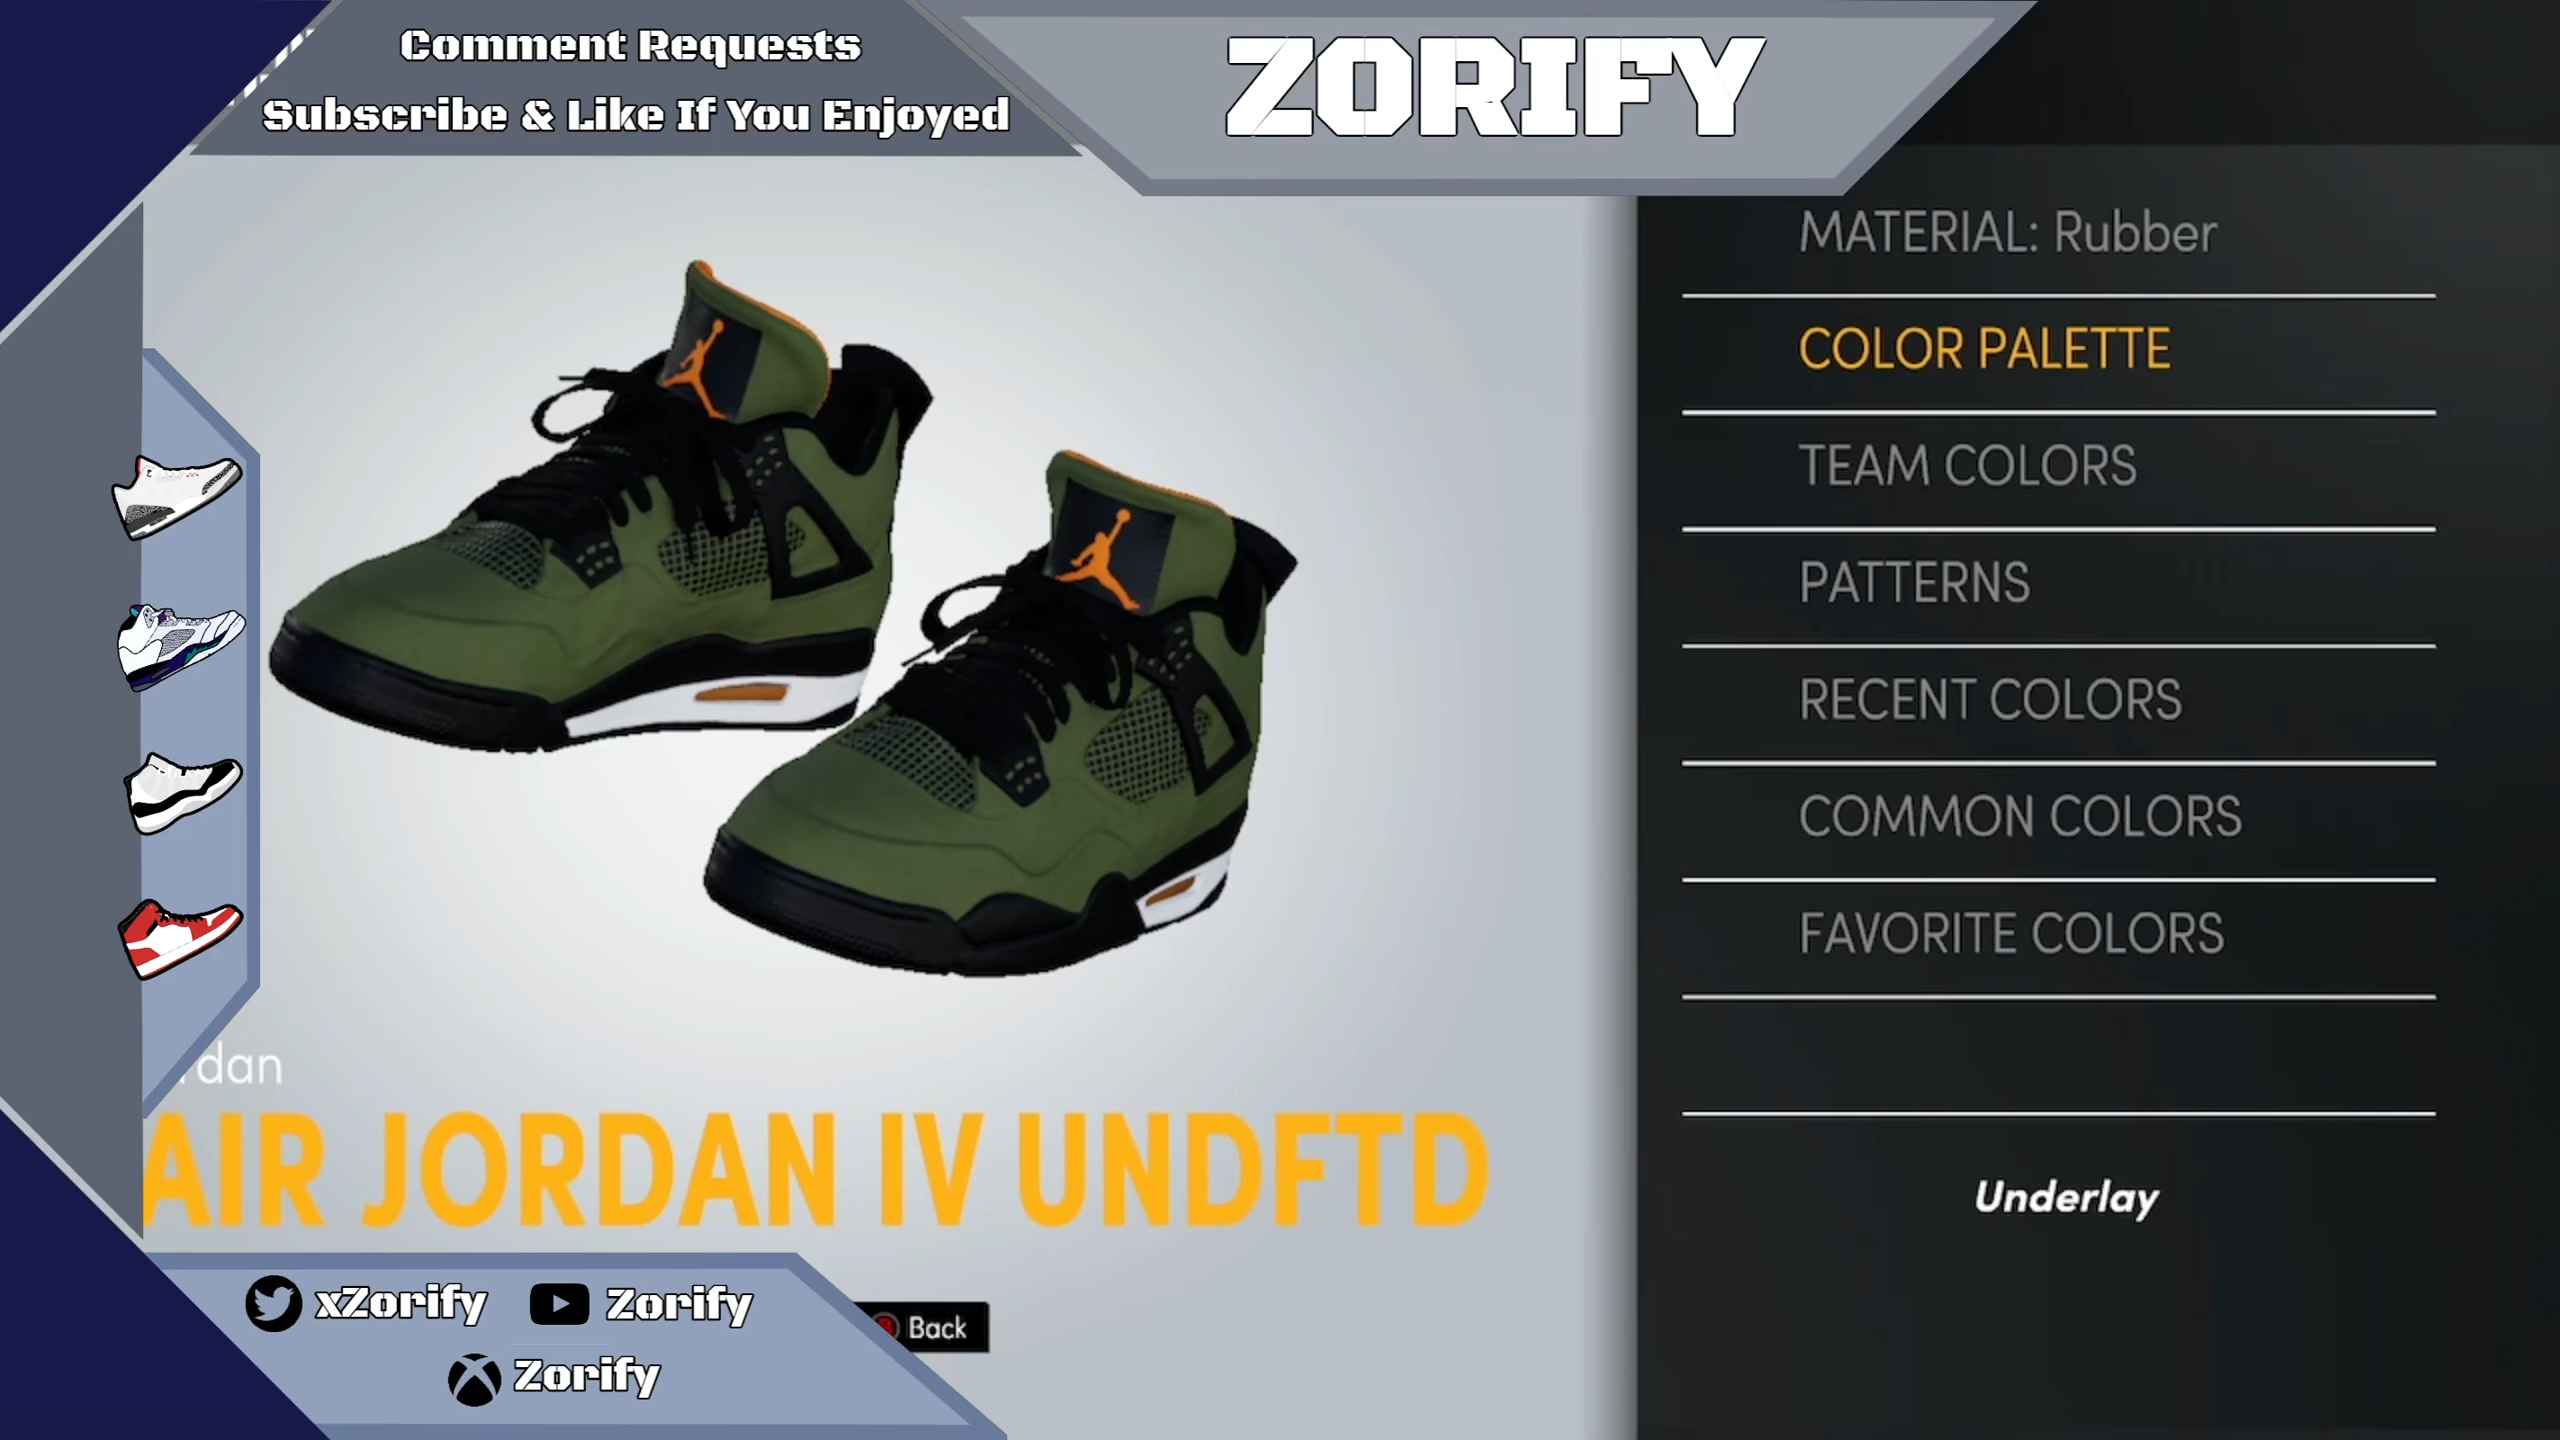 Comment Requests
Subscribe & Like If You Enjoyed
ZORIFY
MATERIAL: Rubber
COLOR PALETTE
TEAM COLORS
PATTERNS
RECENT COLORS
COMMON COLORS
FAVORITE COLORS
Underlay
rdan
AIR JORDAN IV UNDFTD
xZorify
Zorify
B Back
Zorify